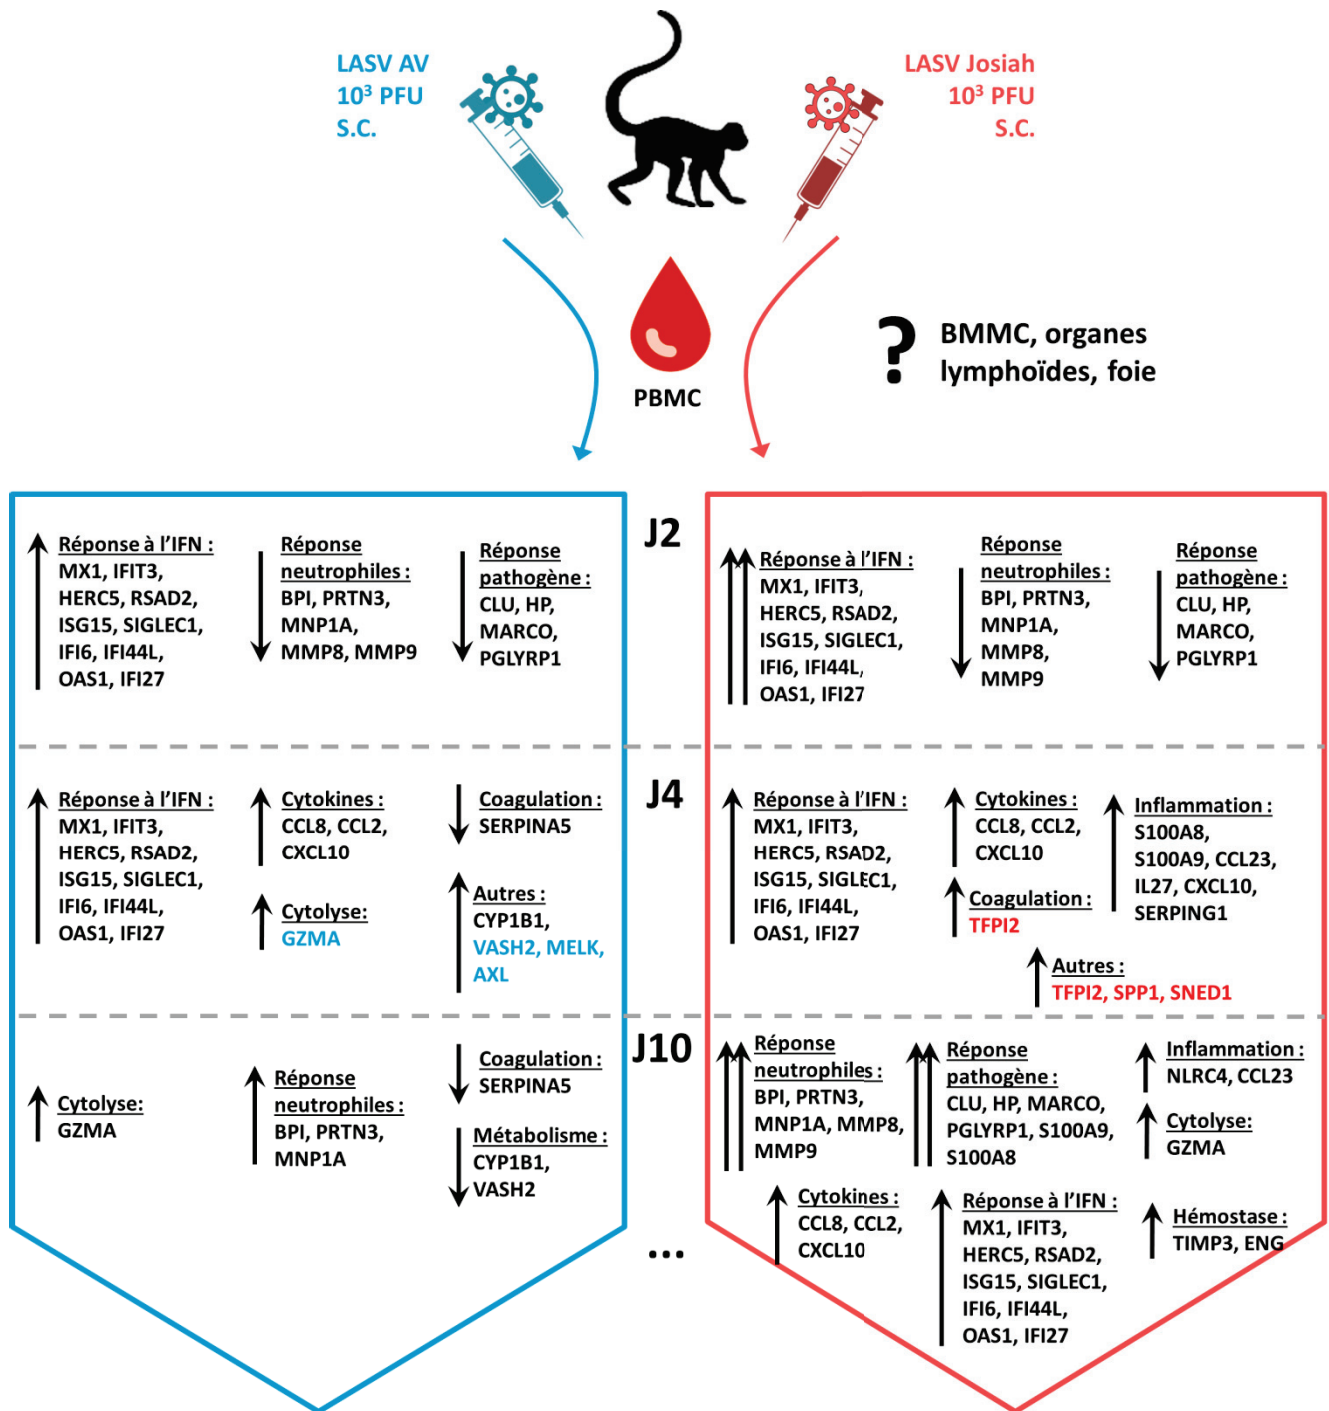 LASV AV
10³ PFU
S.C.
LASV Josiah
10³ PFU
S.C.
PBMC
?
BMMC, organes
lymphoïdes, foie
J2
Réponse à l'IFN :
MX1, IFIT3,
HERC5, RSAD2,
ISG15, SIGLEC1,
IFI6, IFI44L,
OAS1, IFI27
Réponse
neutrophiles :
BPI, PRTN3,
MNP1A,
MMP8, MMP9
Réponse
pathogène :
CLU, HP,
MARCO,
PGLYRP1
Réponse à l'IFN :
MX1, IFIT3,
HERC5, RSAD2,
ISG15, SIGLEC1,
IFI6, IFI44L,
OAS1, IFI27
Réponse
neutrophiles :
BPI, PRTN3,
MNP1A,
MMP8,
MMP9
Réponse
pathogène :
CLU, HP,
MARCO,
PGLYRP1
J4
Réponse à l'IFN :
MX1, IFIT3,
HERC5, RSAD2,
ISG15, SIGLEC1,
IFI6, IFI44L,
OAS1, IFI27
Cytokines :
CCL8, CCL2,
CXCL10
Cytolyse:
GZMA
Coagulation :
SERPINA5
Autres :
CYP1B1,
VASH2, MELK,
AXL
Réponse à l'IFN :
MX1, IFIT3,
HERC5, RSAD2,
ISG15, SIGLEC1,
IFI6, IFI44L,
OAS1, IFI27
Cytokines :
CCL8, CCL2,
CXCL10
Coagulation :
TFPI2
Inflammation :
S100A8,
S100A9, CCL23,
IL27, CXCL10,
SERPING1
Autres :
TFPI2, SPP1, SNED1
J10
Cytolyse:
GZMA
Réponse
neutrophiles :
BPI, PRTN3,
MNP1A
Coagulation :
SERPINA5
Métabolisme :
CYP1B1,
VASH2
Réponse
neutrophiles :
BPI, PRTN3,
MNP1A, MMP8,
MMP9
Réponse
pathogène :
CLU, HP, MARCO,
PGLYRP1, S100A9,
S100A8
Inflammation :
NLRC4, CCL23
Cytolyse:
GZMA
Cytokines :
CCL8, CCL2,
CXCL10
Réponse à l'IFN :
MX1, IFIT3,
HERC5, RSAD2,
ISG15, SIGLEC1,
IFI6, IFI44L,
OAS1, IFI27
Hémostase :
TIMP3, ENG
...